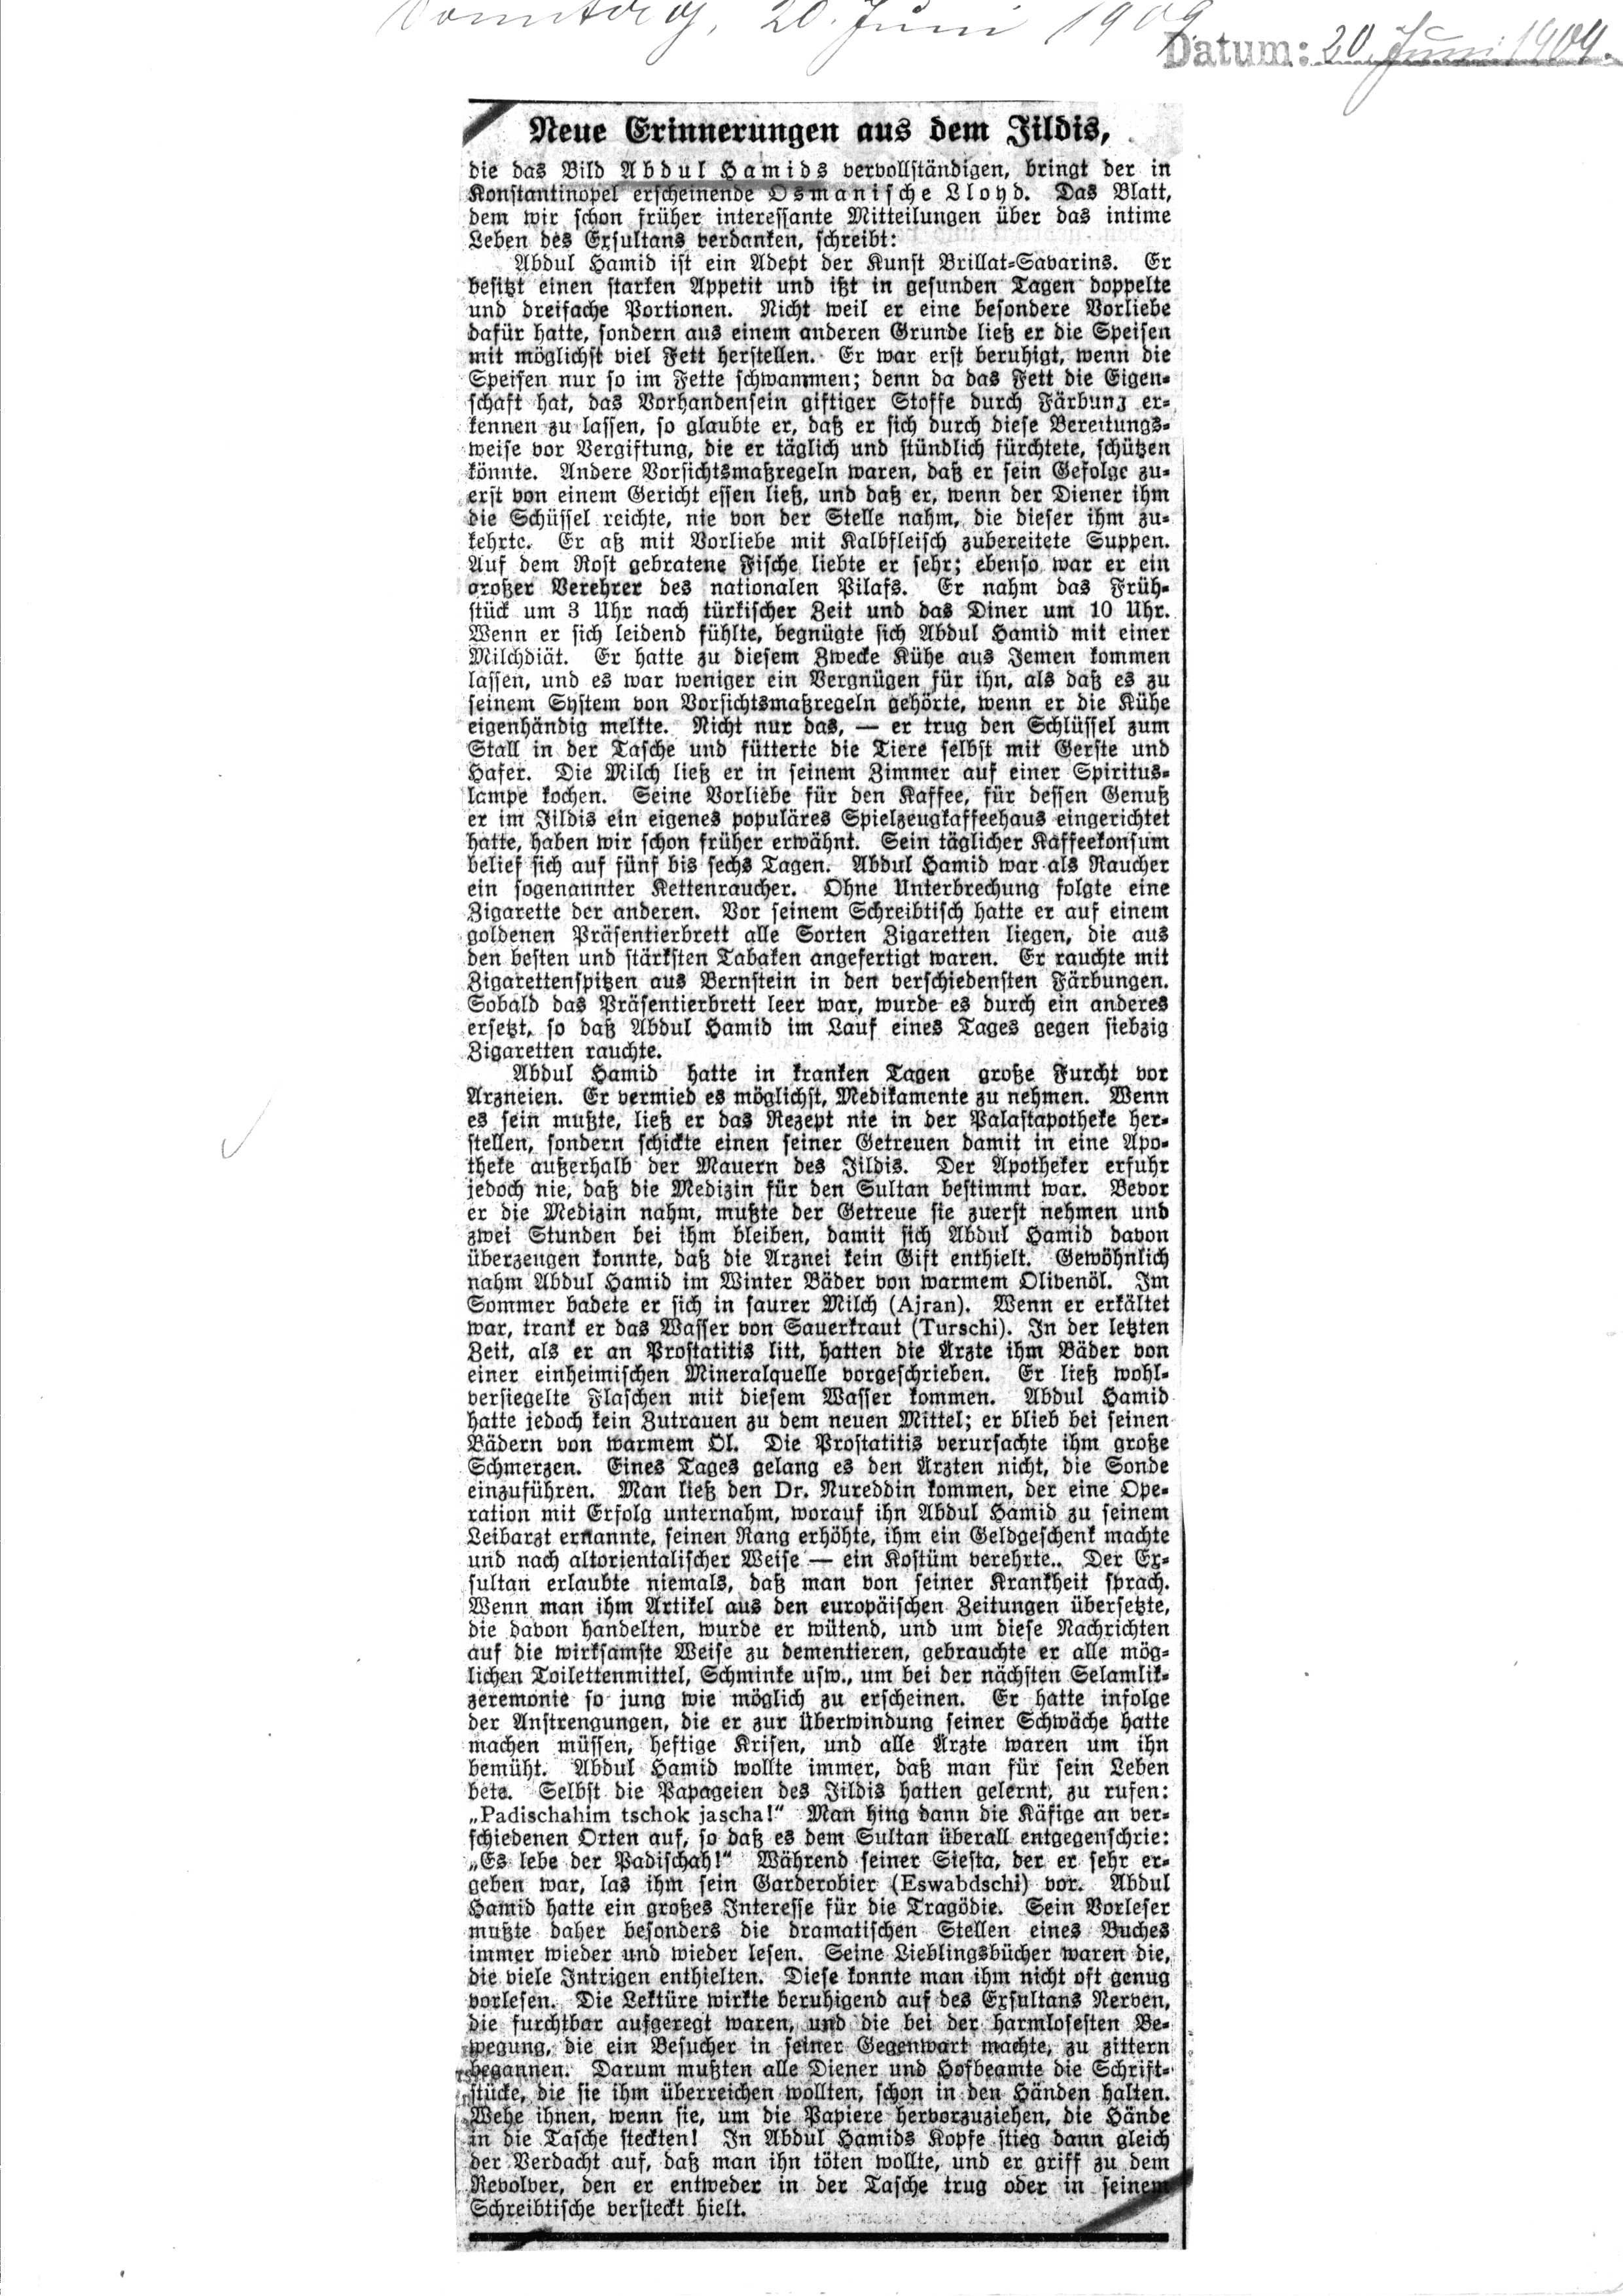 Sonntag, 20. Juni 1909
Datum: 20 Juni 1909.
Neue Erinnerungen aus dem Jildis,
die das Bild Abdul Hamids vervollständigen, bringt der in
Konstantinopel erscheinende Osmanische Lloyd. Das Blatt,
dem wir schon früher interessante Mitteilungen über das intime
Leben des Exsultans verdanken, schreibt:
Abdul Hamid ist ein Adept der Kunst Brillat-Savarins. Er
besitzt einen starken Appetit und ißt in gesunden Tagen doppelte
und dreifache Portionen. Nicht weil er eine besondere Vorliebe
dafür hatte, sondern aus einem anderen Grunde ließ er die Speisen
mit möglichst viel Fett herstellen. Er war erst beruhigt, wenn die
Speisen nur so im Fette schwammen; denn da das Fett die Eigen-
schaft hat, das Vorhandensein giftiger Stoffe durch Färbung er-
kennen zu lassen, so glaubte er, daß er sich durch diese Bereitungs-
weise vor Vergiftung, die er täglich und stündlich fürchtete, schützen
könnte. Andere Vorsichtsmaßregeln waren, daß er sein Gefolge zu-
erst von einem Gericht essen ließ, und daß er, wenn der Diener ihm
die Schüssel reichte, nie von der Stelle nahm, die dieser ihm zu-
kehrte. Er aß mit Vorliebe mit Kalbfleisch zubereitete Suppen.
Auf dem Rost gebratene Fische liebte er sehr; ebenso war er ein
großer Verehrer des nationalen Pilafs. Er nahm das Früh-
stück um 3 Uhr nach türkischer Zeit und das Diner um 10 Uhr.
Wenn er sich leidend fühlte, begnügte sich Abdul Hamid mit einer
Milchdiät. Er hatte zu diesem Zwecke Kühe aus Jemen kommen
lassen, und es war weniger ein Vergnügen für ihn, als daß es zu
seinem System von Vorsichtsmaßregeln gehörte, wenn er die Kühe
eigenhändig melkte. Nicht nur das, — er trug den Schlüssel zum
Stall in der Tasche und fütterte die Tiere selbst mit Gerste und
Hafer. Die Milch ließ er in seinem Zimmer auf einer Spiritus-
lampe kochen. Seine Vorliebe für den Kaffee, für dessen Genuß
er im Jildis ein eigenes populäres Spielzeugkaffeehaus eingerichtet
hatte, haben wir schon früher erwähnt. Sein täglicher Kaffeekonsum
belief sich auf fünf bis sechs Tagen. Abdul Hamid war als Raucher
ein sogenannter Kettenraucher. Ohne Unterbrechung folgte eine
Zigarette der anderen. Vor seinem Schreibtisch hatte er auf einem
goldenen Präsentierbrett alle Sorten Zigaretten liegen, die aus
den besten und stärksten Tabaken angefertigt waren. Er rauchte mit
Zigarettenspitzen aus Bernstein in den verschiedensten Färbungen.
Sobald das Präsentierbrett leer war, wurde es durch ein anderes
ersetzt, so daß Abdul Hamid im Lauf eines Tages gegen siebzig
Zigaretten rauchte.
Abdul Hamid hatte in kranken Tagen große Furcht vor
Arzneien. Er vermied es möglichst, Medikamente zu nehmen. Wenn
es sein mußte, ließ er das Rezept nie in der Palastapotheke her-
stellen, sondern schickte einen seiner Getreuen damit in eine Apo-
theke außerhalb der Mauern des Jildis. Der Apotheker erfuhr
jedoch nie, daß die Medizin für den Sultan bestimmt war. Bevor
er die Medizin nahm, mußte der Getreue sie zuerst nehmen und
zwei Stunden bei ihm bleiben, damit sich Abdul Hamid davon
überzeugen konnte, daß die Arznei kein Gift enthielt. Gewöhnlich
nahm Abdul Hamid im Winter Bäder von warmem Olivenöl. Im
Sommer badete er sich in saurer Milch (Ajran). Wenn er erkältet
war, trank er das Wasser von Sauerkraut (Turschi). In der letzten
Zeit, als er an Prostatitis litt, hatten die Ärzte ihm Bäder von
einer einheimischen Mineralquelle vorgeschrieben. Er ließ wohl-
versiegelte Flaschen mit diesem Wasser kommen. Abdul Hamid
hatte jedoch kein Zutrauen zu dem neuen Mittel; er blieb bei seinen
Bädern von warmem Öl. Die Prostatitis verursachte ihm große
Schmerzen. Eines Tages gelang es den Ärzten nicht, die Sonde
einzuführen. Man ließ den Dr. Nureddin kommen, der eine Ope-
ration mit Erfolg unternahm, worauf ihn Abdul Hamid zu seinem
Leibarzt ernannte, seinen Rang erhöhte, ihm ein Geldgeschenk machte
und nach altorientalischer Weise — ein Kostüm verehrte.. Der Ex-
sultan erlaubte niemals, daß man von seiner Krankheit sprach.
Wenn man ihm Artikel aus den europäischen Zeitungen übersetzte,
die davon handelten, wurde er wütend, und um diese Nachrichten
auf die wirksamste Weise zu dementieren, gebrauchte er alle mög-
lichen Toilettenmittel, Schminke usw., um bei der nächsten Selamlik-
zeremonie so jung wie möglich zu erscheinen. Er hatte infolge
der Anstrengungen, die er zur Überwindung seiner Schwäche hatte
machen müssen, heftige Krisen, und alle Ärzte waren um ihn
bemüht. Abdul Hamid wollte immer, daß man für sein Leben
bete. Selbst die Papageien des Jildis hatten gelernt, zu rufen:
„Padischahim tschok jascha!“ Man hing dann die Käfige an ver-
schiedenen Orten auf, so daß es dem Sultan überall entgegenschrie:
„Es lebe der Padischah!“ Während seiner Siesta, der er sehr er-
geben war, las ihm sein Garderobier (Eswabdschi) vor. Abdul
Hamid hatte ein großes Interesse für die Tragödie. Sein Vorleser
mußte daher besonders die dramatischen Stellen eines Buches
immer wieder und wieder lesen. Seine Lieblingsbücher waren die,
die viele Intrigen enthielten. Diese konnte man ihm nicht oft genug
vorlesen. Die Lektüre wirkte beruhigend auf des Exsultans Nerven,
die furchtbar aufgeregt waren, und die bei der harmlosesten Be-
wegung, die ein Besucher in seiner Gegenwart machte, zu zittern
begannen. Darum mußten alle Diener und Hofbeamte die Schrift-
stücke, die sie ihm überreichen wollten, schon in den Händen halten.
Wehe ihnen, wenn sie, um die Papiere hervorzuziehen, die Hände
in die Tasche steckten! In Abdul Hamids Kopfe stieg dann gleich
der Verdacht auf, daß man ihn töten wollte, und er griff zu dem
Revolver, den er entweder in der Tasche trug oder in seinem
Schreibtische versteckt hielt.